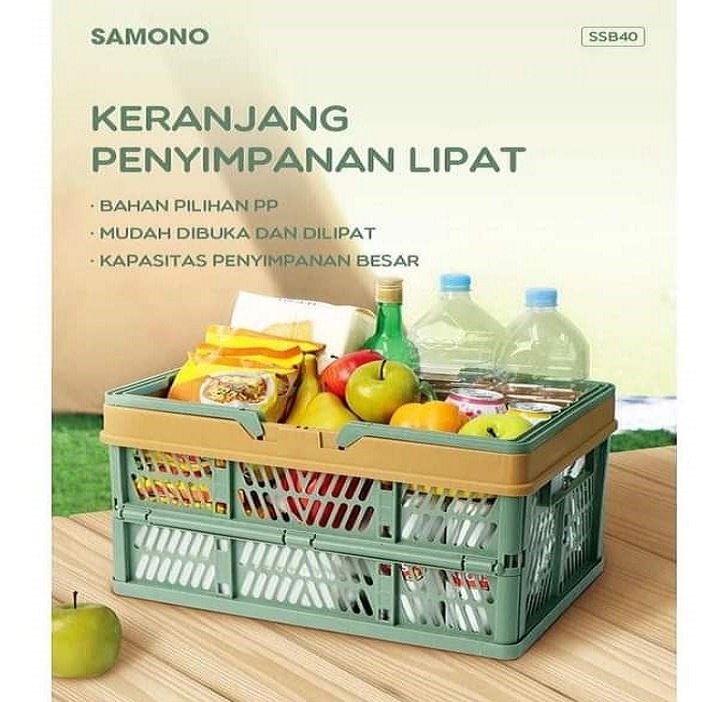 SAMONO
SSB40
KERANJANG
PENYIMPANAN LIPAT
· BAHAN PILIHAN PP
· MUDAH DIBUKA DAN DILIPAT
· KAPASITAS PENYIMPANAN BESAR